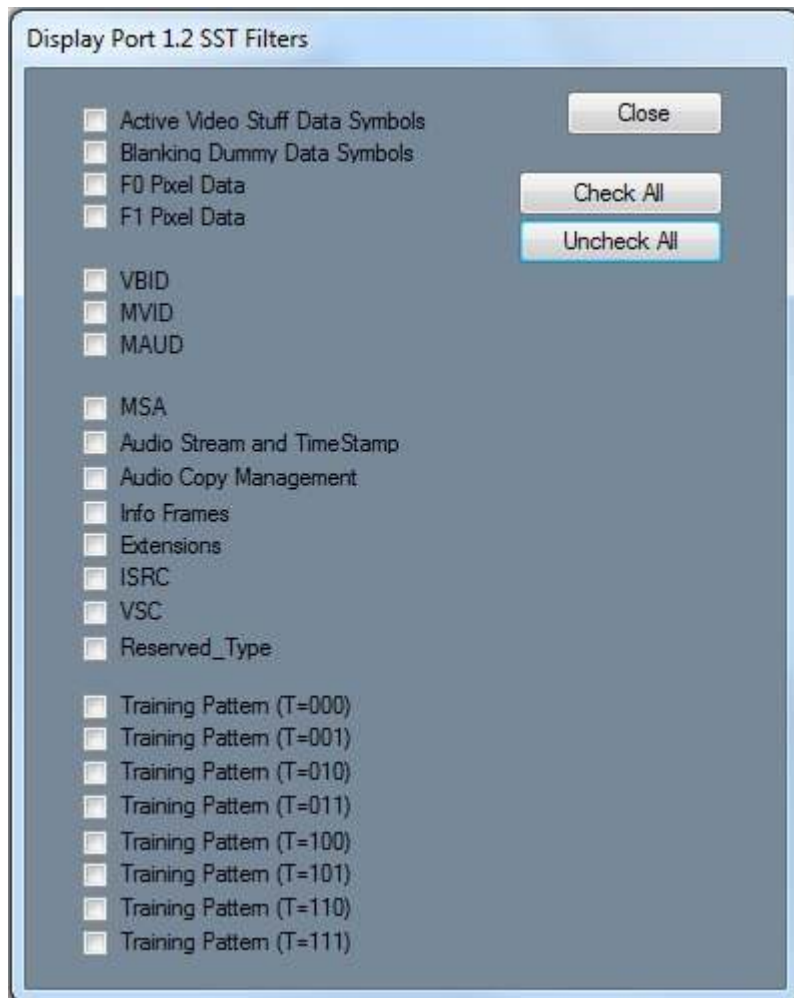 Display Port 1.2 SST Filters
Active Video Stuff Data Symbols
Close
Blanking Dummy Data Symbols
F0 Pixel Data
Check All
F1 Pixel Data
Uncheck All
VBID
MVID
MAUD
MSA
Audio Stream and TimeStamp
Audio Copy Management
Info Frames
Extensions
ISRC
VSC
Reserved_Type
Training Pattern (T=000)
Training Pattern (T=001)
Training Pattern (T=010)
Training Pattern (T=011)
Training Pattern (T=100)
Training Pattern (T=101)
Training Pattern (T=110)
Training Pattern (T=111)